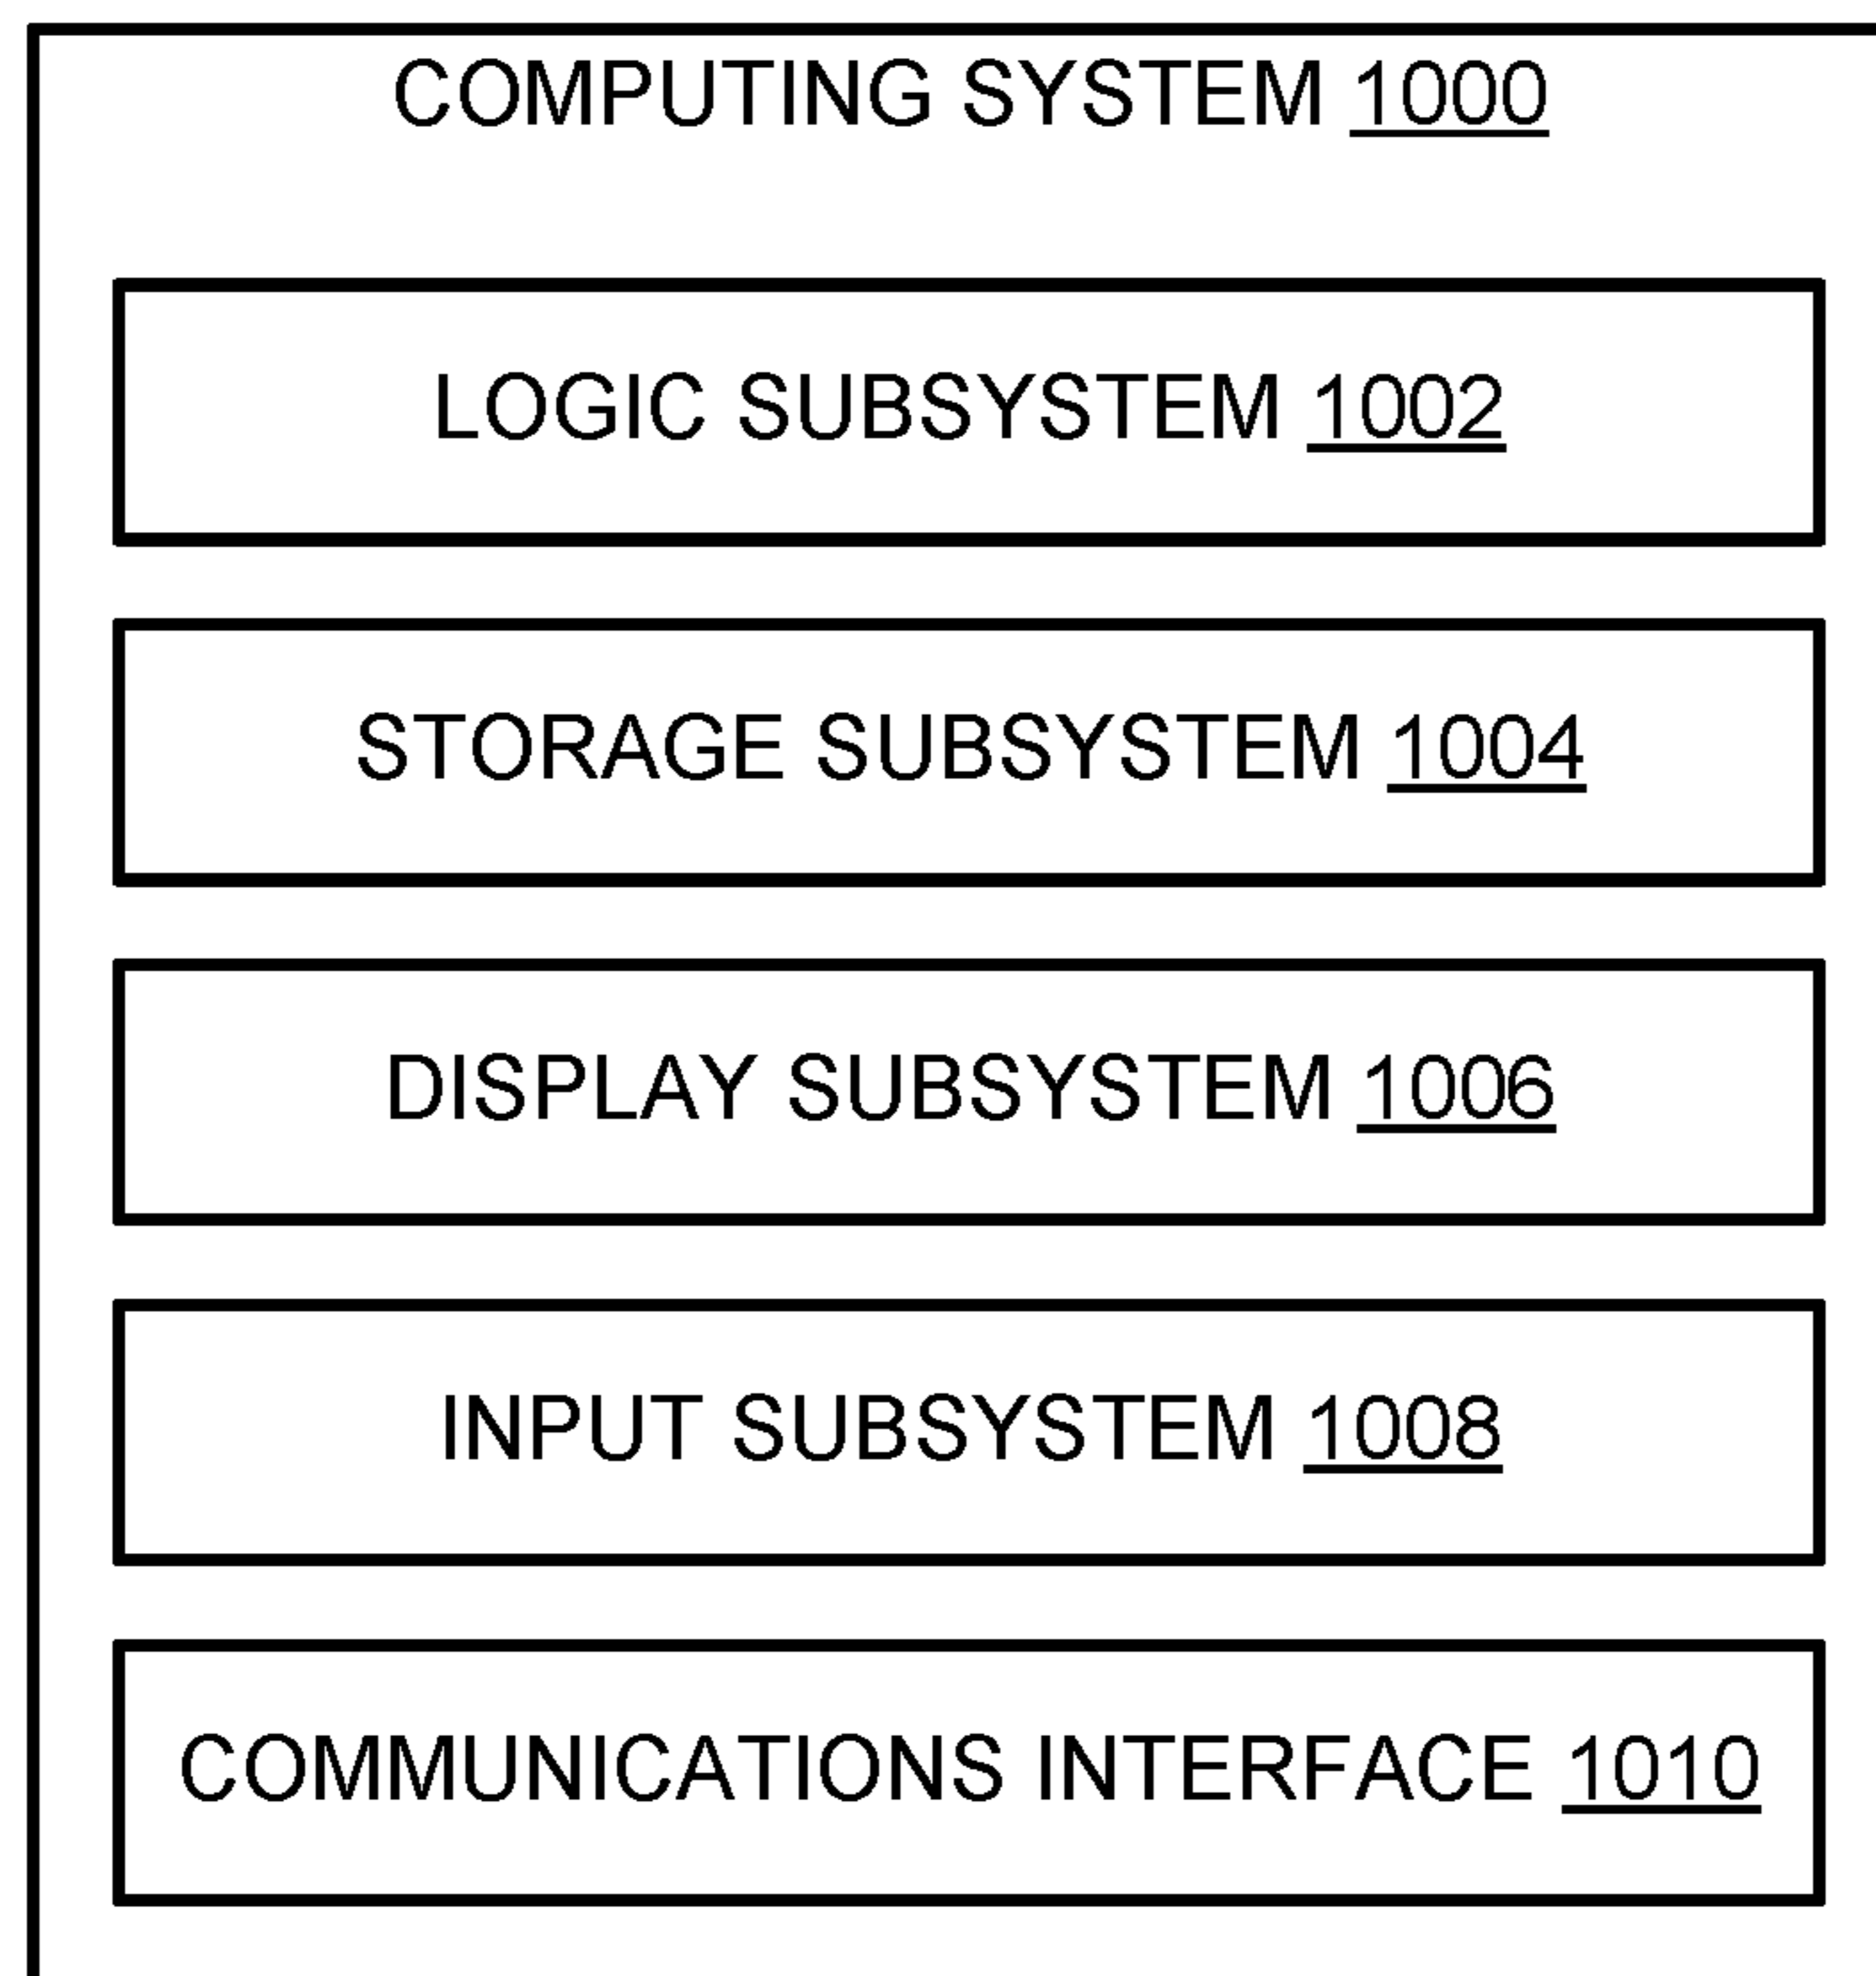 COMPUTING SYSTEM 1000
LOGIC SUBSYSTEM 1002
STORAGE SUBSYSTEM 1004
DISPLAY SUBSYSTEM 1006
INPUT SUBSYSTEM 1008
COMMUNICATIONS INTERFACE 1010